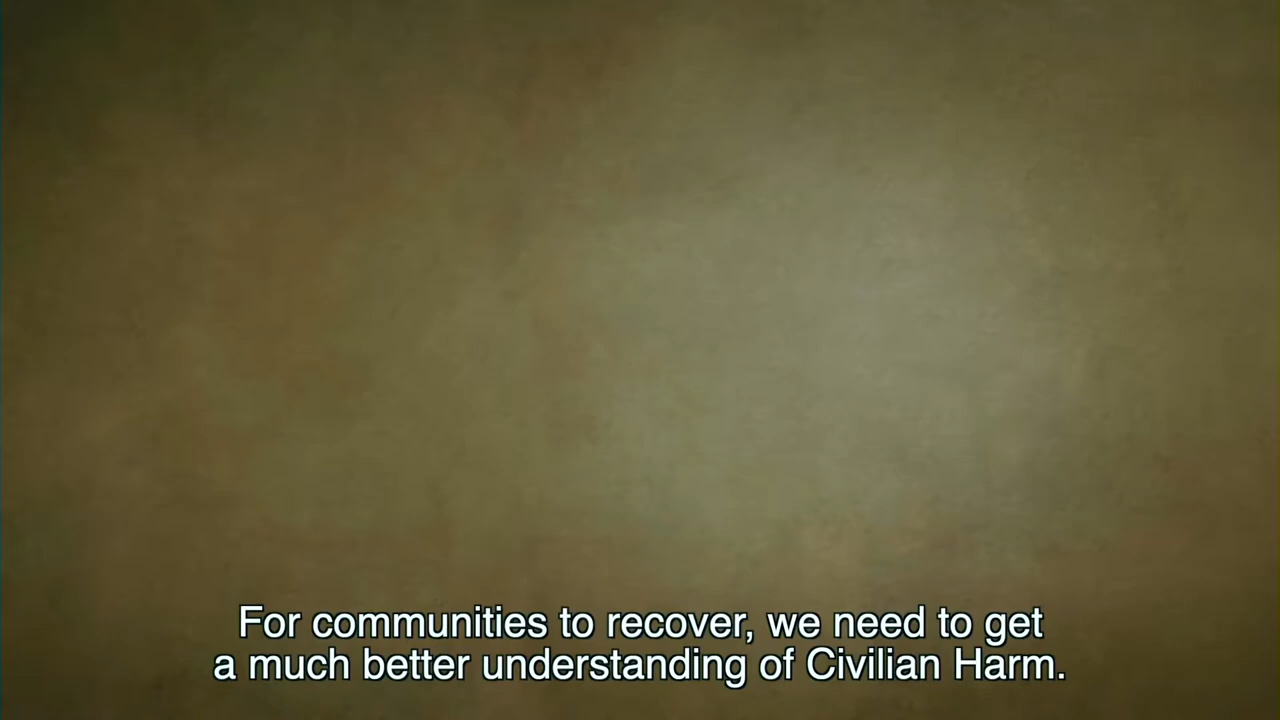 For communities to recover, we need to get
a much better understanding of Civilian Harm.